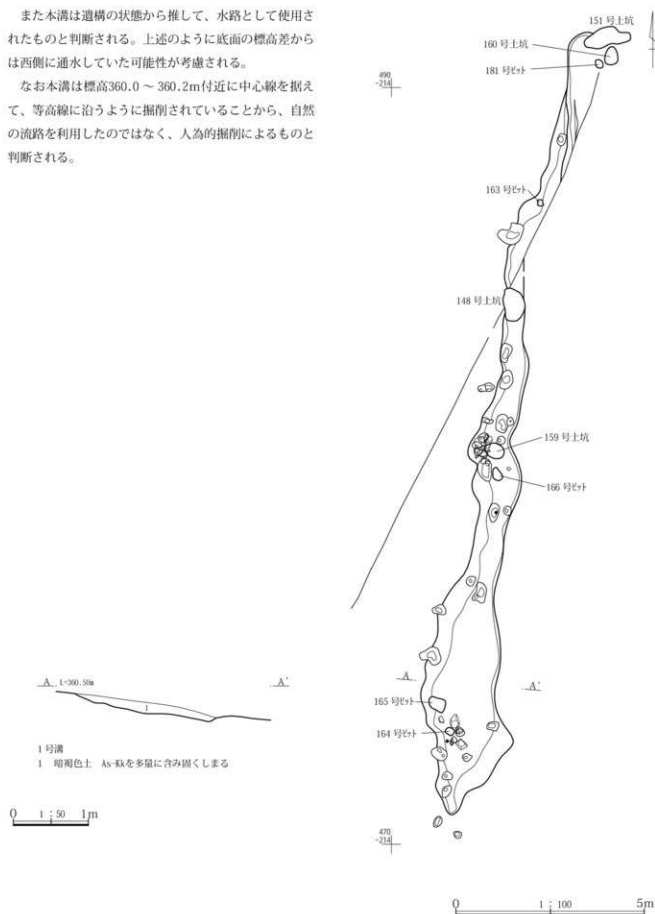 また本溝は遺構の状態から推して、水路として使用さ
れたものと判断される。上述のように底面の標高差から
は西側に通水していた可能性が考慮される。
なお本溝は標高360.0 ~ 360.2m付近に中心線を据え
て、等高線に沿うように掘削されていることから、自然
の流路を利用したのではなく、人為的掘削によるものと
判断される。
151号土坑
160号土坑
181号ピット
490
-214
163号ピット
148号土坑
159号土坑
166号ピット
A L=360.50m A'
1
1号溝
1 暗褐色土 As-Kkを多量に含み固くしまる
0 1：50 1m
A A'
165号ピット
164号ピット
470
-214
0 1：100 5m